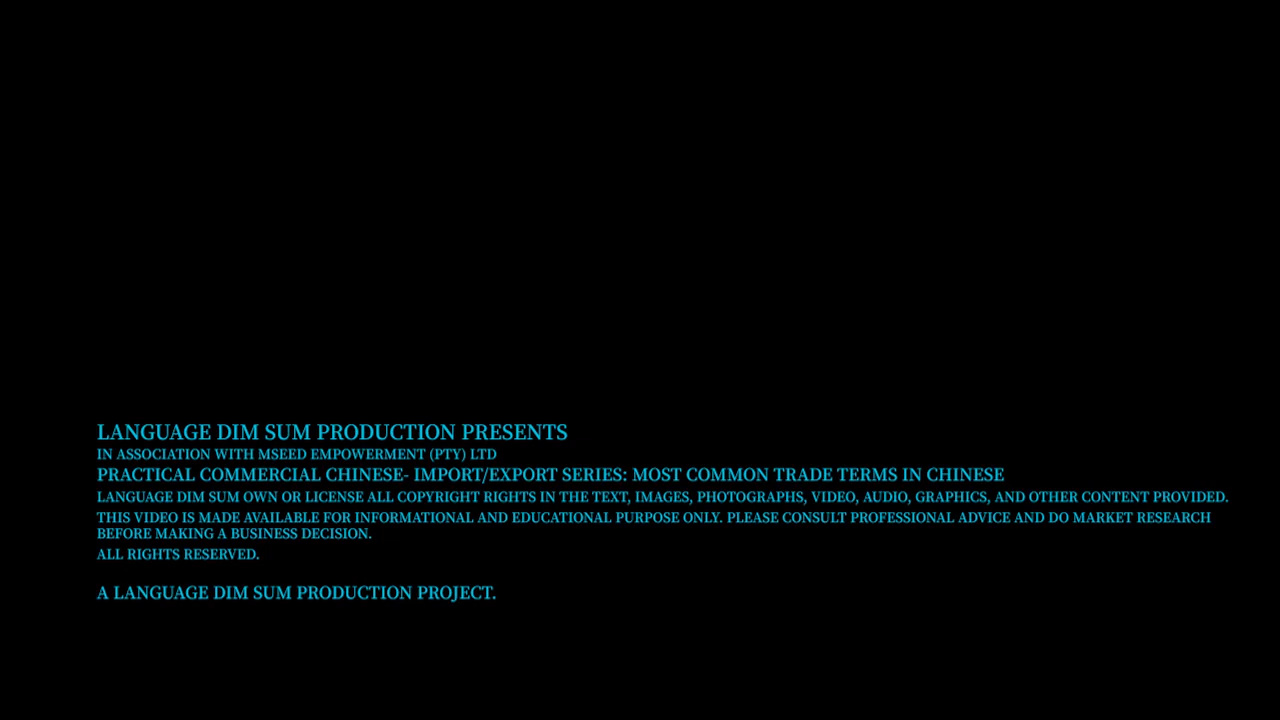 LANGUAGE DIM SUM PRODUCTION PRESENTS
IN ASSOCIATION WITH MSEED EMPOWERMENT (PTY) LTD
PRACTICAL COMMERCIAL CHINESE- IMPORT/EXPORT SERIES: MOST COMMON TRADE TERMS IN CHINESE
LANGUAGE DIM SUM OWN OR LICENSE ALL COPYRIGHT RIGHTS IN THE TEXT, IMAGES, PHOTOGRAPHS, VIDEO, AUDIO, GRAPHICS, AND OTHER CONTENT PROVIDED.
THIS VIDEO IS MADE AVAILABLE FOR INFORMATIONAL AND EDUCATIONAL PURPOSE ONLY. PLEASE CONSULT PROFESSIONAL ADVICE AND DO MARKET RESEARCH
BEFORE MAKING A BUSINESS DECISION.
ALL RIGHTS RESERVED.
A LANGUAGE DIM SUM PRODUCTION PROJECT.